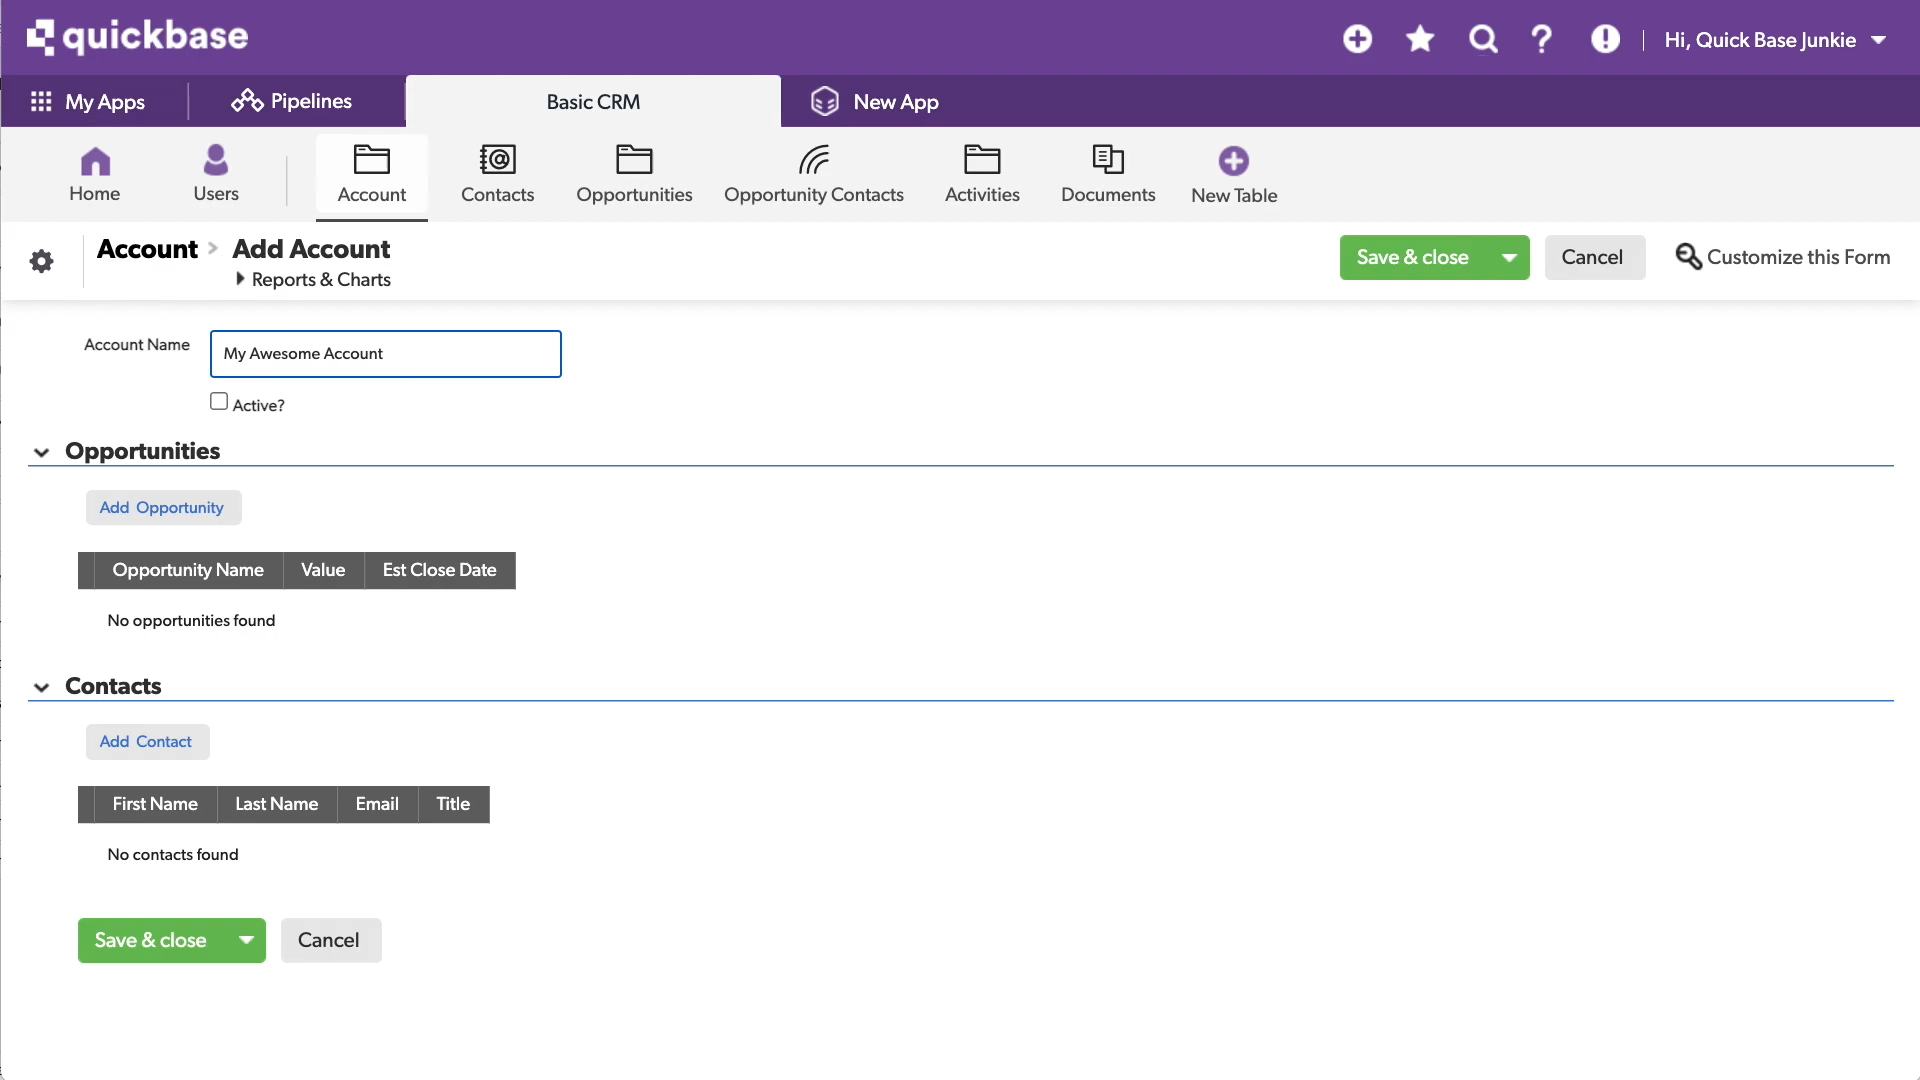 quickbase
Hi, Quick Base Junkie
My Apps
Pipelines
Basic CRM
New App
Home
Users
Account
Contacts
Opportunities
Opportunity Contacts
Activities
Documents
New Table
Account > Add Account
Reports & Charts
Save & close
Cancel
Customize this Form
Account Name
My Awesome Account
Active?
Opportunities
Add Opportunity
Opportunity Name Value Est Close Date
No opportunities found
Contacts
Add Contact
First Name Last Name Email Title
No contacts found
Save & close
Cancel